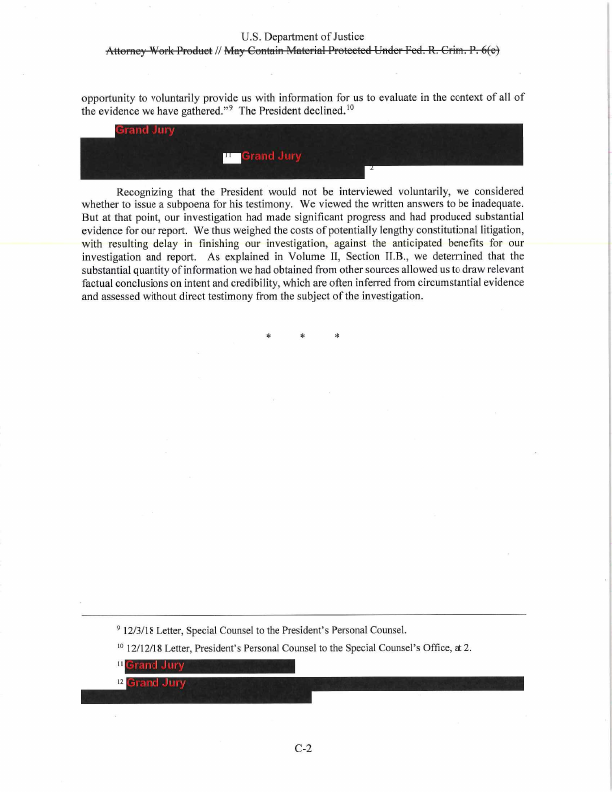 U.S. Department of Justice
Attorney Work Product // May Contain Material Protected Under Fed. R. Crim. P. 6(e)
opportunity to voluntarily provide us with information for us to evaluate in the context of all of
the evidence we have gathered.”9 The President declined.10
Grand Jury
11 Grand Jury
2
Recognizing that the President would not be interviewed voluntarily, we considered
whether to issue a subpoena for his testimony. We viewed the written answers to be inadequate.
But at that point, our investigation had made significant progress and had produced substantial
evidence for our report. We thus weighed the costs of potentially lengthy constitutional litigation,
with resulting delay in finishing our investigation, against the anticipated benefits for our
investigation and report. As explained in Volume II, Section II.B., we determined that the
substantial quantity of information we had obtained from other sources allowed us to draw relevant
factual conclusions on intent and credibility, which are often inferred from circumstantial evidence
and assessed without direct testimony from the subject of the investigation.
* * *
9 12/3/18 Letter, Special Counsel to the President’s Personal Counsel.
10 12/12/18 Letter, President’s Personal Counsel to the Special Counsel’s Office, at 2.
11 Grand Jury
12 Grand Jury
C-2